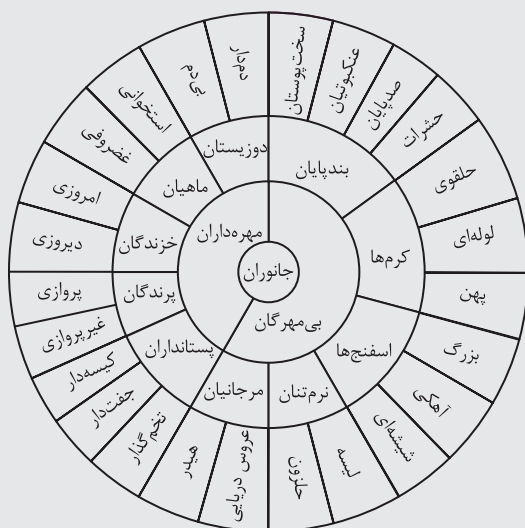 جانوران
مهره‌داران
بی‌مهرگان
بندپایان
کرم‌ها
اسفنج‌ها
نرم‌تنان
مرجانیان
پستانداران
پرندگان
خزندگان
ماهیان
دوزیستان
سخت‌پوستان
عنکبوتیان
صدپایان
حشرات
حلقوی
لوله‌ای
پهن
بزرگ
آهکی
شیشه‌ای
لیسه
حلزون
عروس دریایی
هیدر
تخم‌گذار
جفت‌دار
کیسه‌دار
غیرپروازی
پروازی
دیروزی
امروزی
غضروفی
استخوانی
بی‌دم
دم‌دار